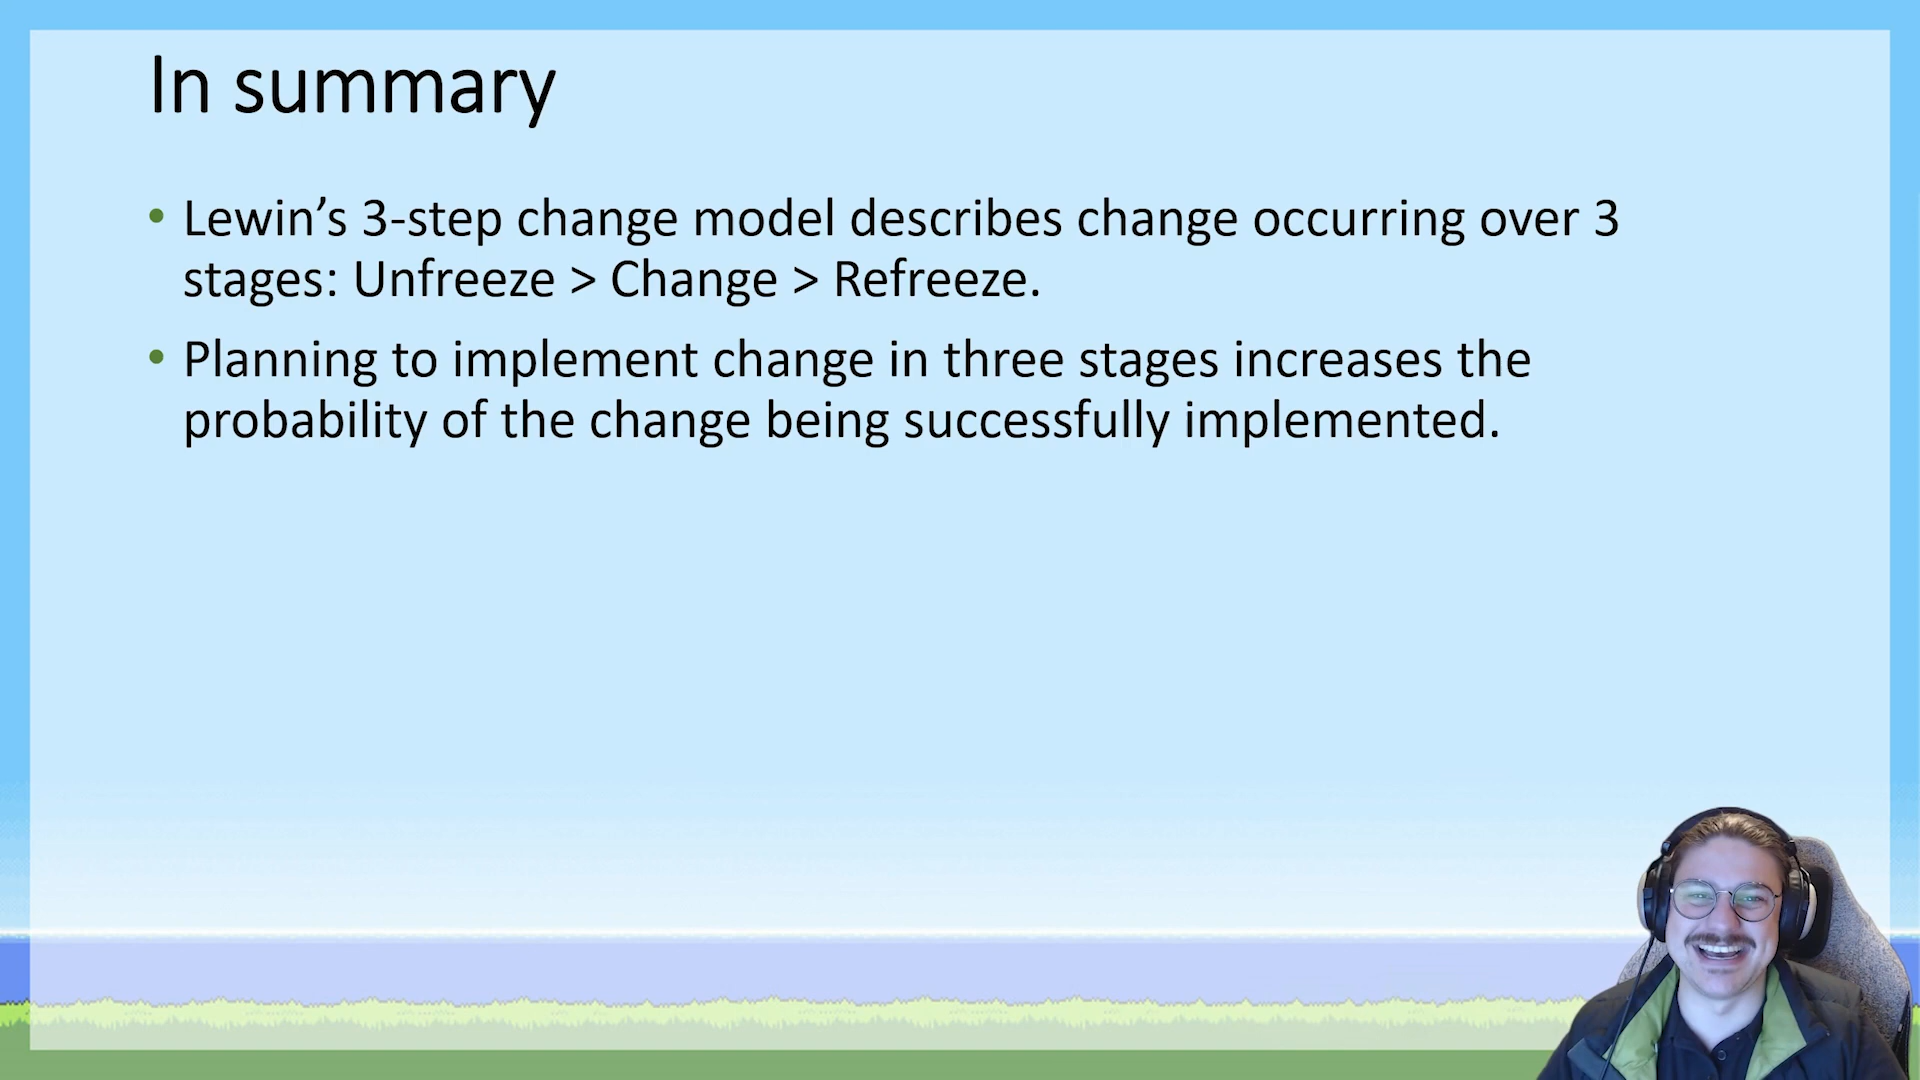 In summary
• Lewin’s 3-step change model describes change occurring over 3
stages: Unfreeze > Change > Refreeze.
• Planning to implement change in three stages increases the
probability of the change being successfully implemented.